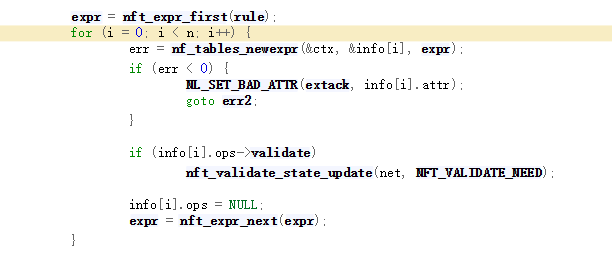 expr = nft_expr_first(rule);
for (i = 0; i < n; i++) {
err = nf_tables_newexpr(&ctx, &info[i], expr);
if (err < 0) {
NL_SET_BAD_ATTR(extack, info[i].attr);
goto err2;
}
if (info[i].ops->validate)
nft_validate_state_update(net, NFT_VALIDATE_NEED);
info[i].ops = NULL;
expr = nft_expr_next(expr);
}